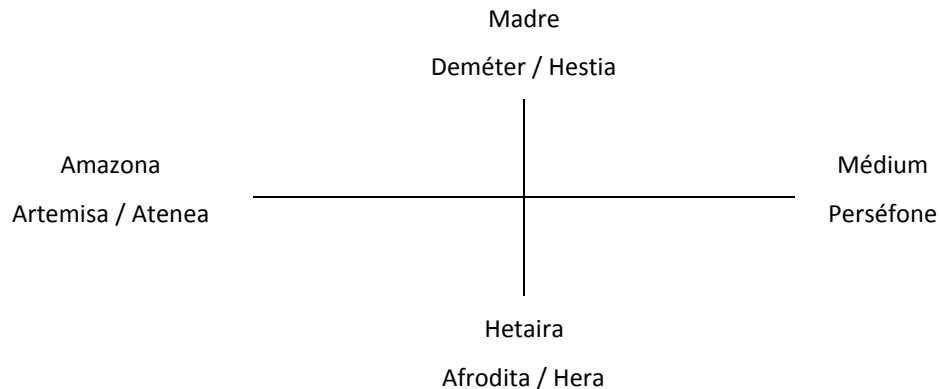 Madre
Deméter / Hestia
Amazona
Médium
Artemisa / Atenea
Perséfone
Hetaira
Afrodita / Hera